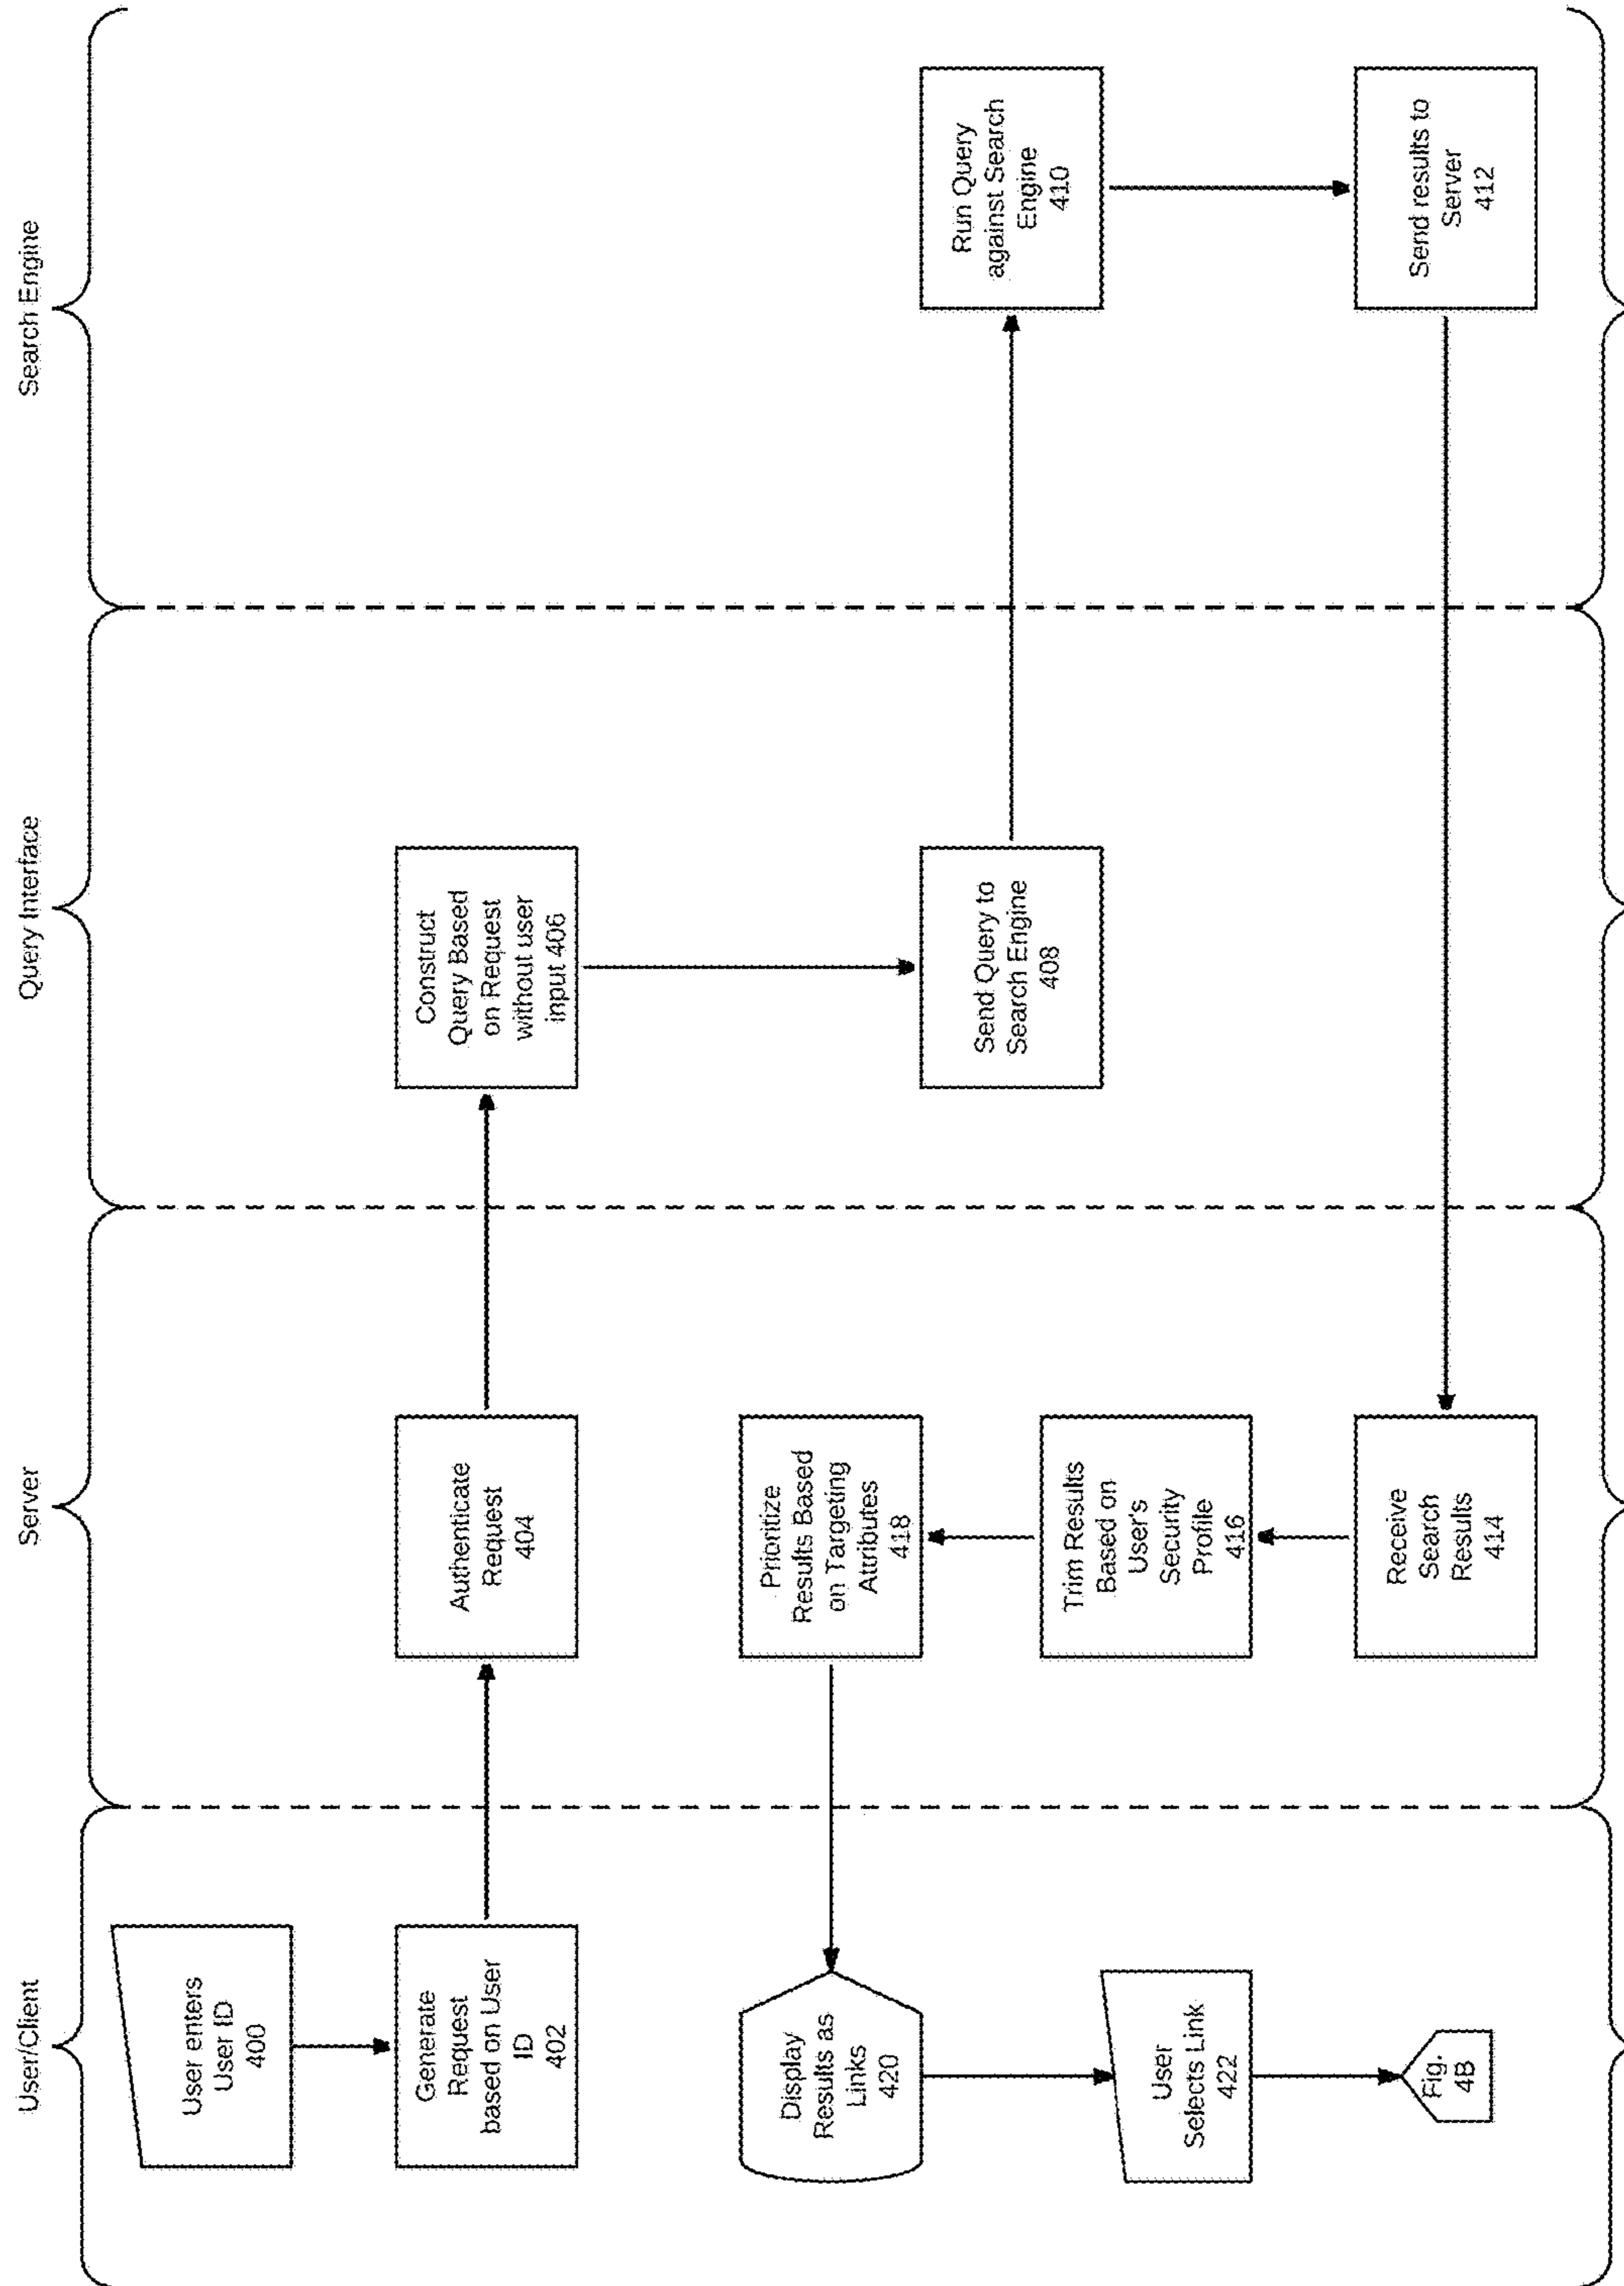 User/Client
Server
Query Interface
Search Engine
User enters
User ID
400
Generate
Request
based on User
ID
402
Authenticate
Request
404
Construct
Query Based
on Request
without user
input 406
Send Query to
Search Engine
408
Run Query
against Search
Engine
410
Send results to
Server
412
Receive
Search
Results
414
Trim Results
Based on
User's
Security
Profile
416
Prioritize
Results Based
on Targeting
Attributes
418
Display
Results as
Links
420
User
Selects Link
422
Fig.
4B